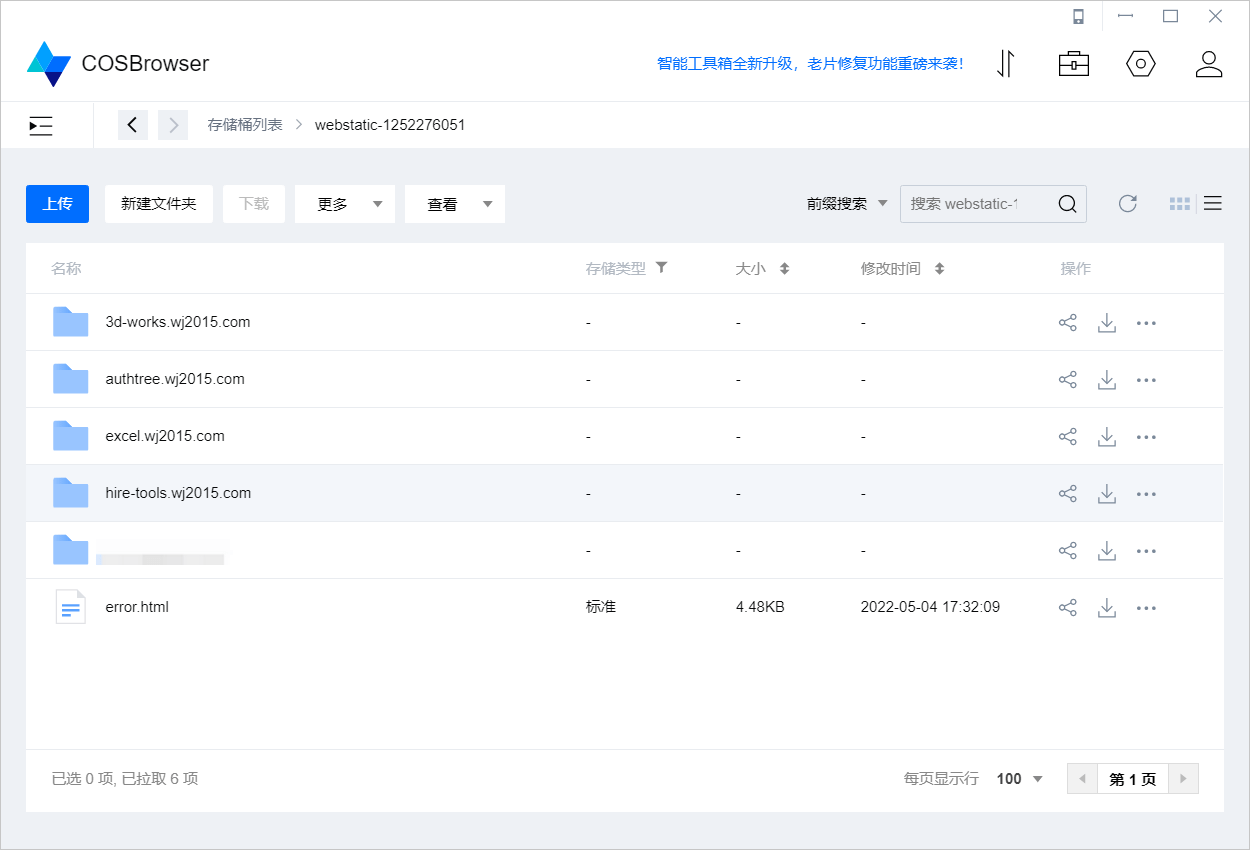 COSBrowser
智能工具箱全新升级，老片修复功能重磅来袭！
存储桶列表 > webstatic-1252276051
上传 新建文件夹 下载 更多 查看 前缀搜索 搜索 webstatic-1
名称 存储类型 大小 修改时间 操作
3d-works.wj2015.com - - -
authtree.wj2015.com - - -
excel.wj2015.com - - -
hire-tools.wj2015.com - - -
- - -
error.html 标准 4.48KB 2022-05-04 17:32:09
已选 0 项, 已拉取 6 项 每页显示行 100 第 1 页